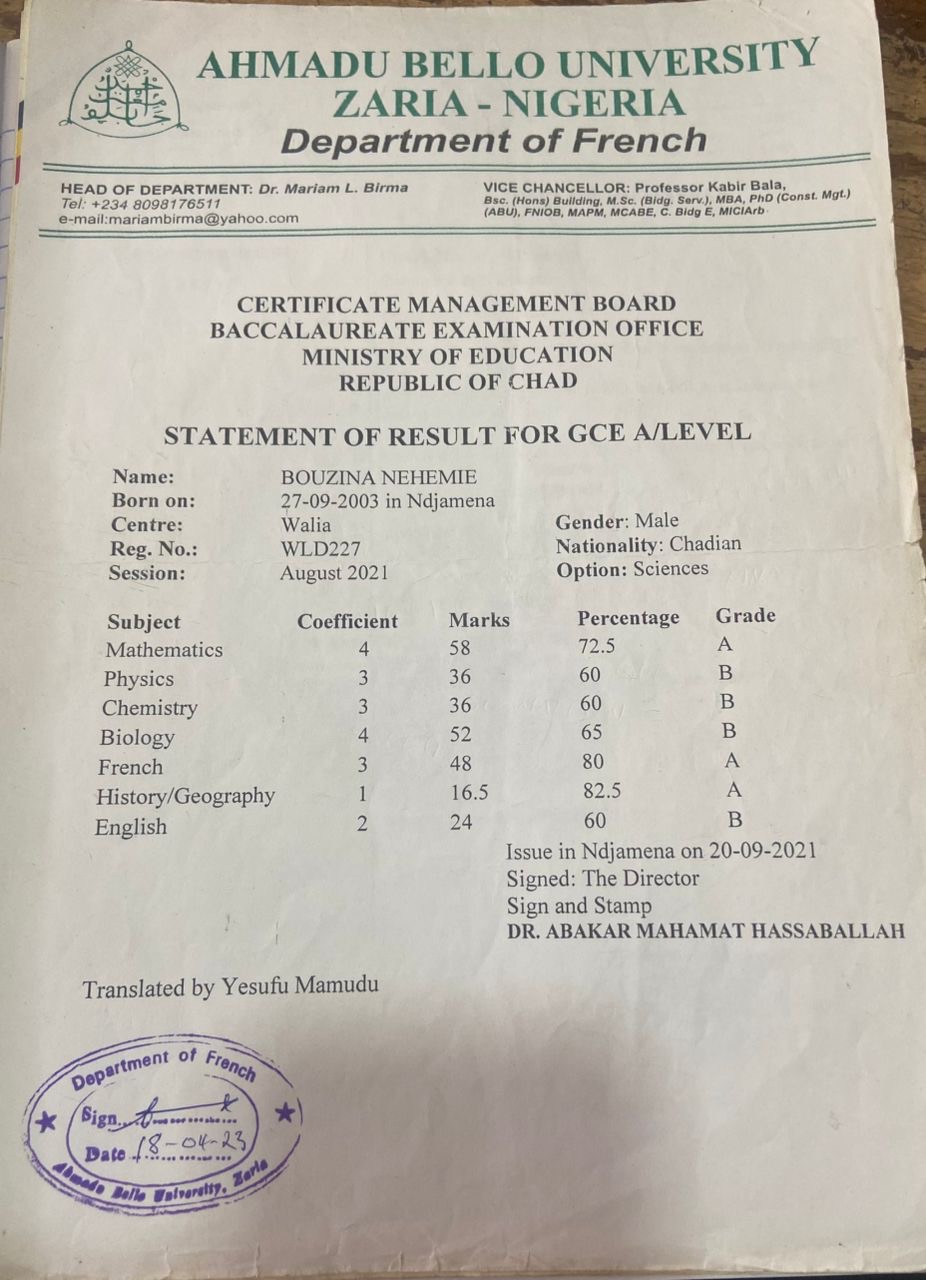 AHMADU BELLO UNIVERSITY
ZARIA - NIGERIA
Department of French
HEAD OF DEPARTMENT: Dr. Mariam L. Birma
Tel: +234 8098176511
e-mail:mariambirma@yahoo.com
VICE CHANCELLOR: Professor Kabir Bala,
Bsc. (Hons) Building, M.Sc. (Bidg. Serv.), MBA, PhD (Const. Mgt.)
(ABU), FNIOB, MAPM, MCABE, C. Bidg E, MICIArb
CERTIFICATE MANAGEMENT BOARD
BACCALAUREATE EXAMINATION OFFICE
MINISTRY OF EDUCATION
REPUBLIC OF CHAD
STATEMENT OF RESULT FOR GCE A/LEVEL
Name: BOUZINA NEHEMIE
Born on: 27-09-2003 in Ndjamena
Centre: Walia Gender: Male
Reg. No.: WLD227 Nationality: Chadian
Session: August 2021 Option: Sciences
Subject Coefficient Marks Percentage Grade
Mathematics 4 58 72.5 A
Physics 3 36 60 B
Chemistry 3 36 60 B
Biology 4 52 65 B
French 3 48 80 A
History/Geography 1 16.5 82.5 A
English 2 24 60 B
Issue in Ndjamena on 20-09-2021
Signed: The Director
Sign and Stamp
DR. ABAKAR MAHAMAT HASSABALLAH
Translated by Yesufu Mamudu
Department of French
Sign
Date 18-04-23
Ahmadu Bello University, Zaria